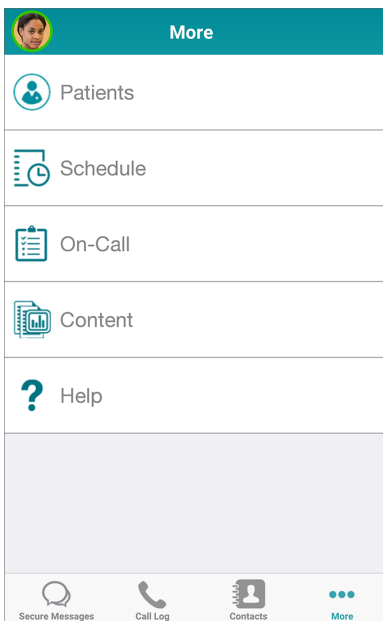 More
Patients
Schedule
On-Call
Content
Help
Secure Messages
Call Log
Contacts
More